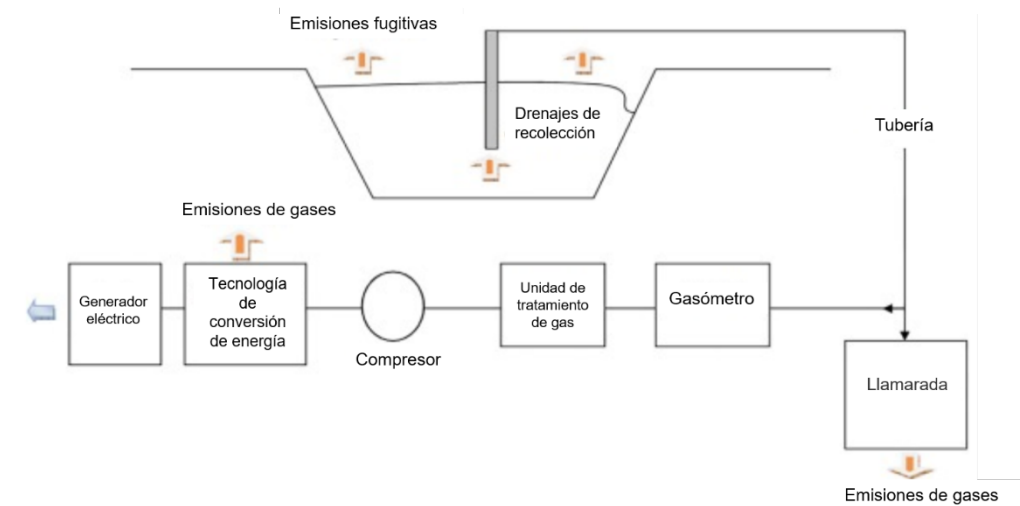 Emisiones fugitivas
Drenajes de
recolección
Tubería
Emisiones de gases
Generador
eléctrico
Tecnología
de
conversión
de energía
Compresor
Unidad de
tratamiento
de gas
Gasómetro
Llamarada
Emisiones de gases